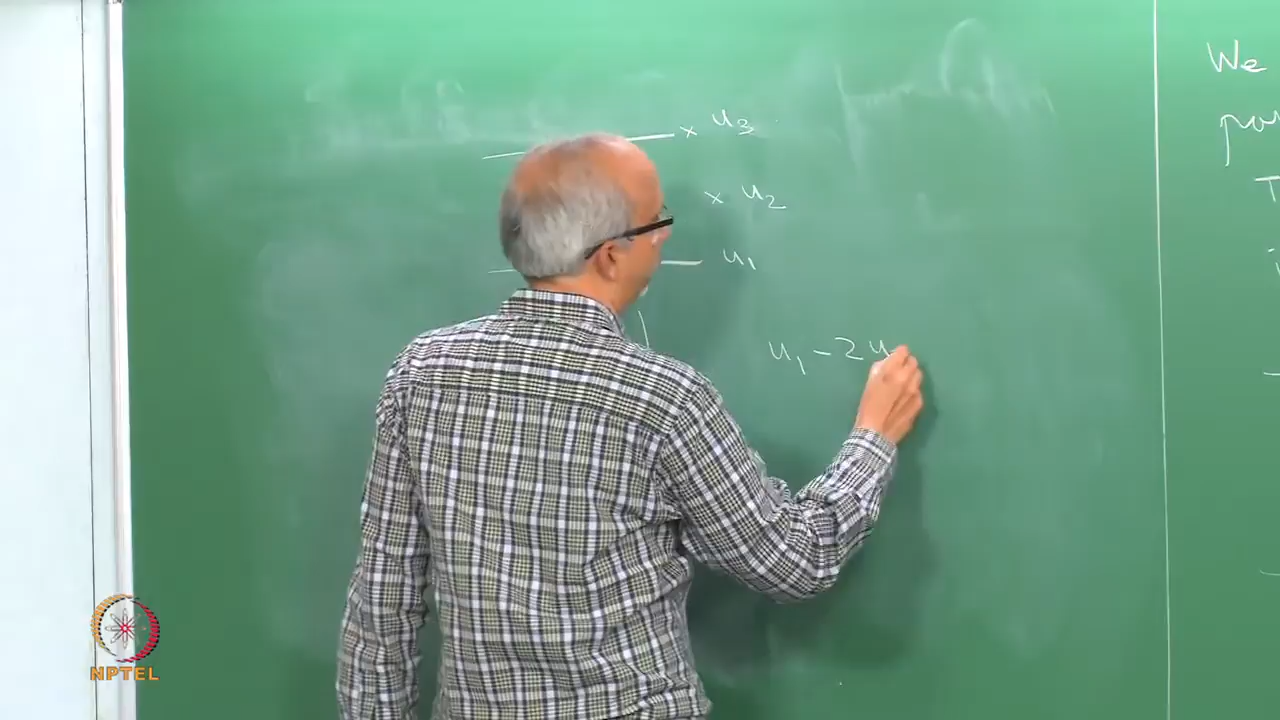 × u₃
× u₂
u₁
u₁ - 2u
We
NPTEL